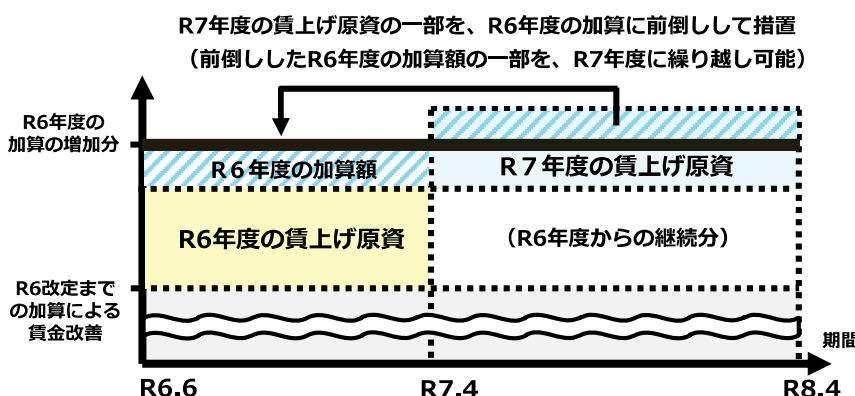 R7年度の賃上げ原資の一部を、R6年度の加算に前倒しして措置
（前倒ししたR6年度の加算額の一部を、R7年度に繰り越し可能）
R6年度の
加算の増加分
R６年度の加算額
R７年度の賃上げ原資
R6年度の賃上げ原資
（R6年度からの継続分）
R6改定まで
の加算による
賃金改善
期間
R6.6
R7.4
R8.4